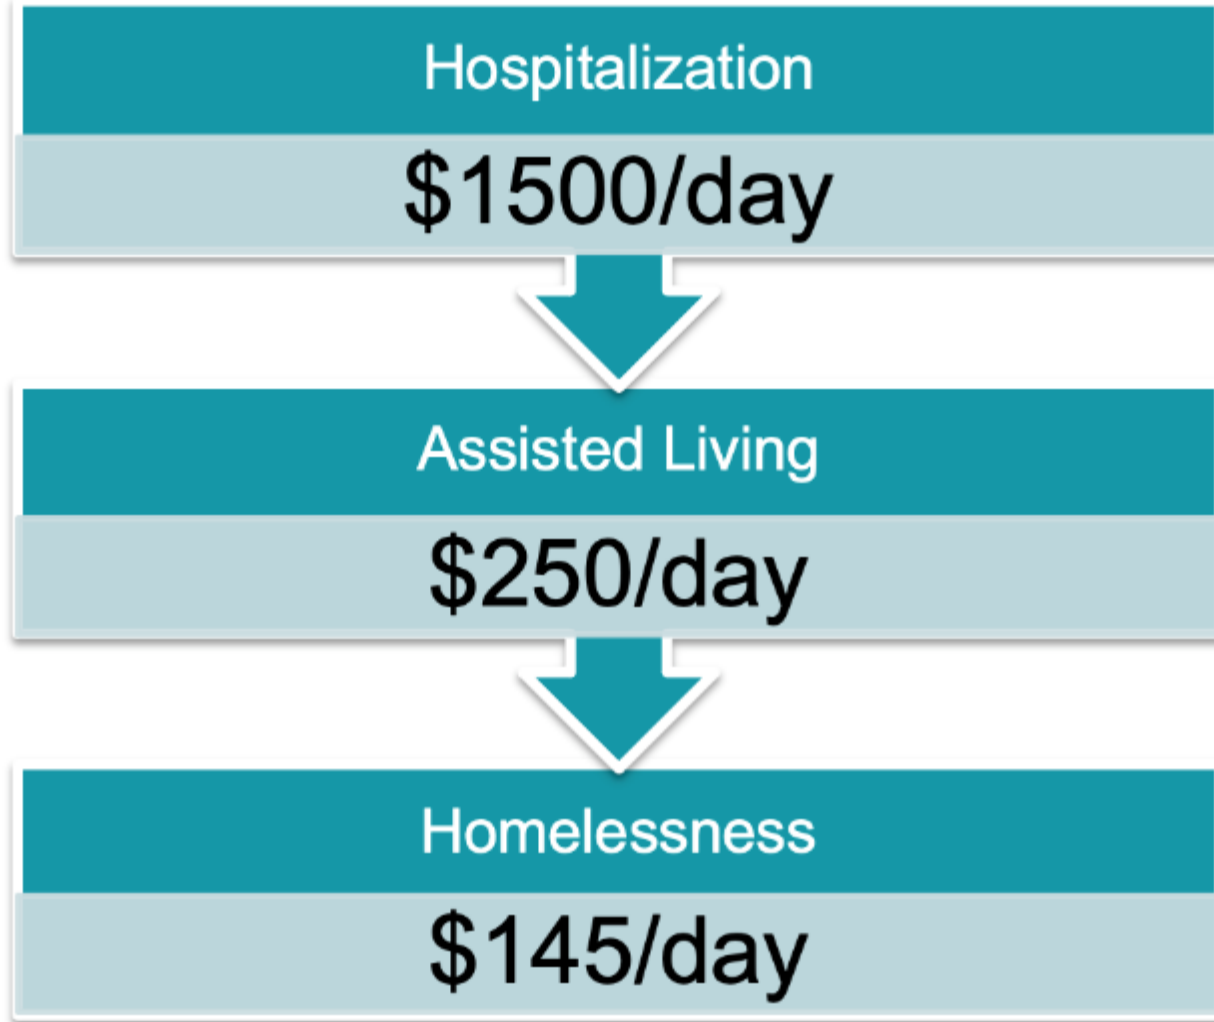 Hospitalization
$1500/day
Assisted Living
$250/day
Homelessness
$145/day